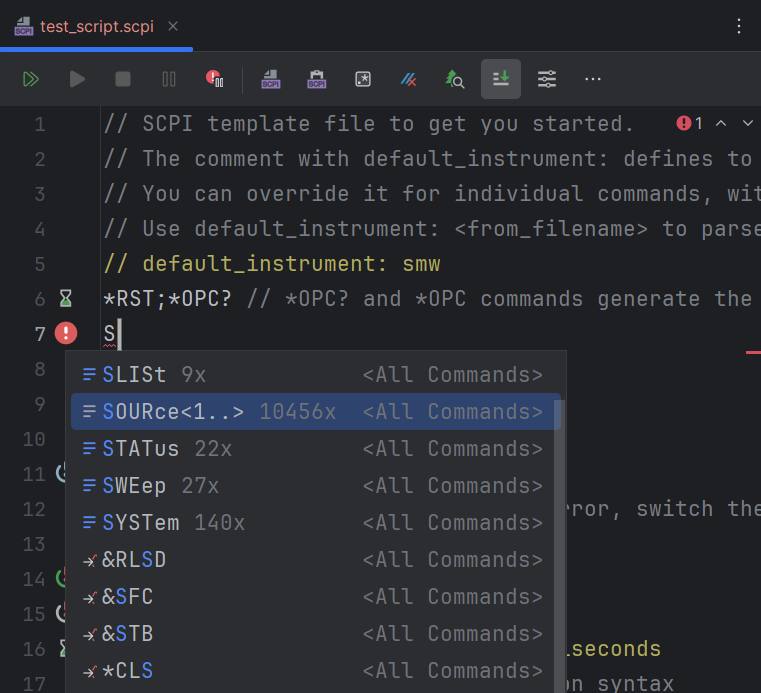 test_script.scpi
SCPI SCPI
1 // SCPI template file to get you started. 1
2 // The comment with default_instrument: defines to
3 // You can override it for individual commands, wit
4 // Use default_instrument: <from_filename> to parse
5 // default_instrument: smw
6 *RST;*OPC? // *OPC? and *OPC commands generate the
7 S
8 SLISt 9x <All Commands>
9 SOURce<1..> 10456x <All Commands>
10 STATus 22x <All Commands>
11 SWEep 27x <All Commands>
12 SYSTem 140x <All Commands> rror, switch the
13 &RLSD <All Commands>
14 &SFC <All Commands>
15 &STB <All Commands>
16 seconds
17 *CLS <All Commands> on syntax